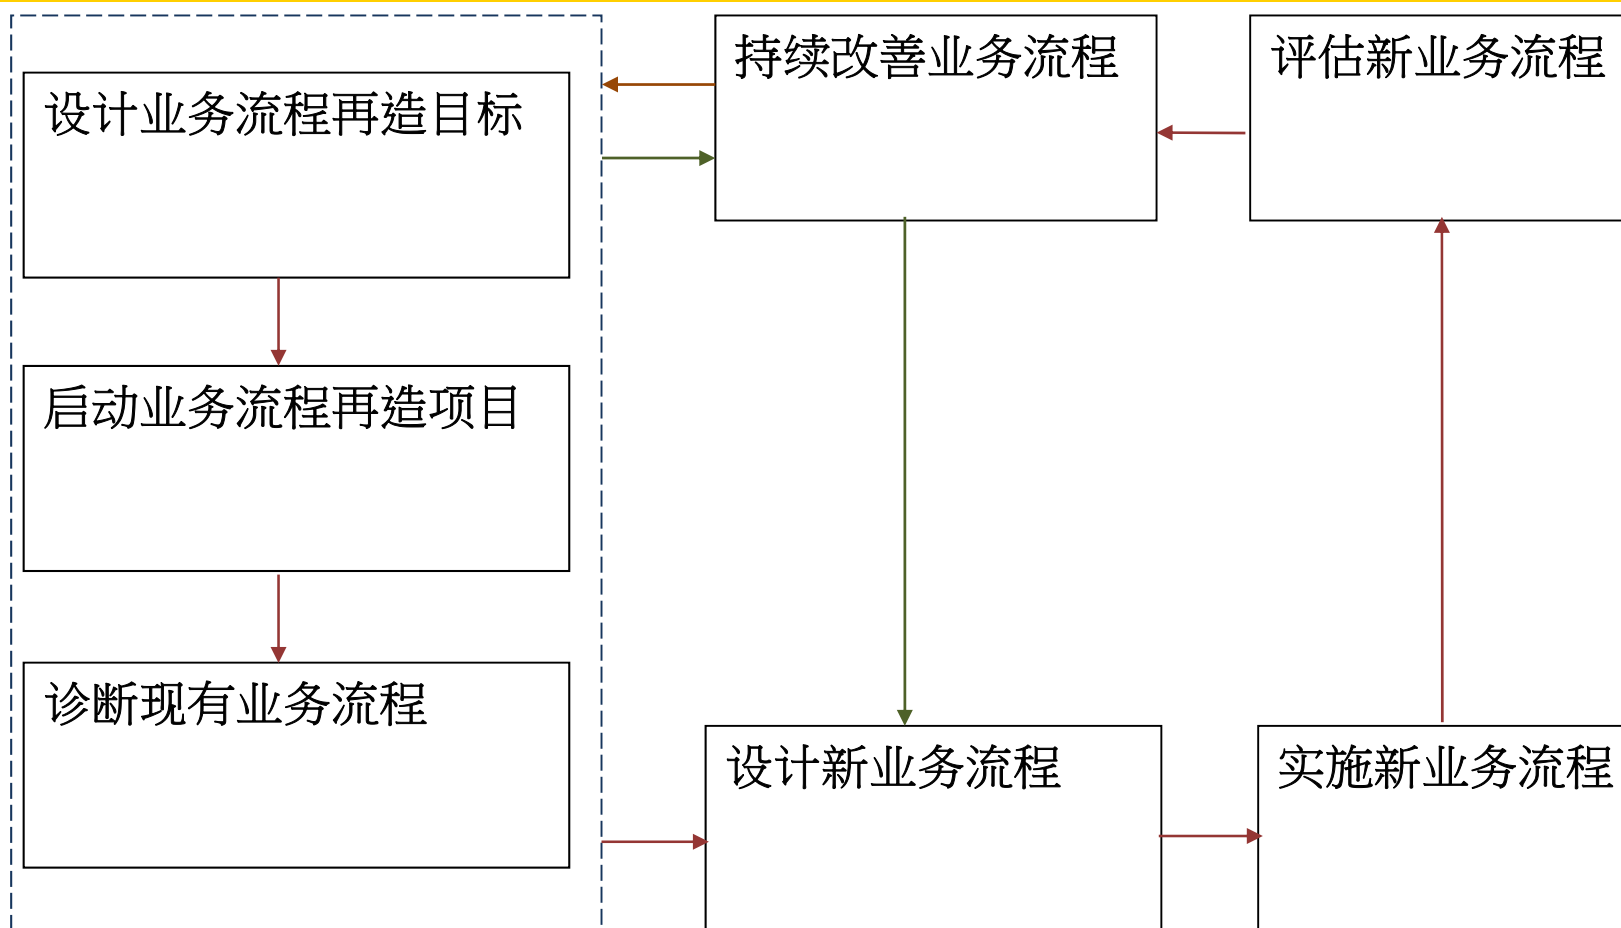 设计业务流程再造目标
启动业务流程再造项目
诊断现有业务流程
持续改善业务流程
评估新业务流程
设计新业务流程
实施新业务流程